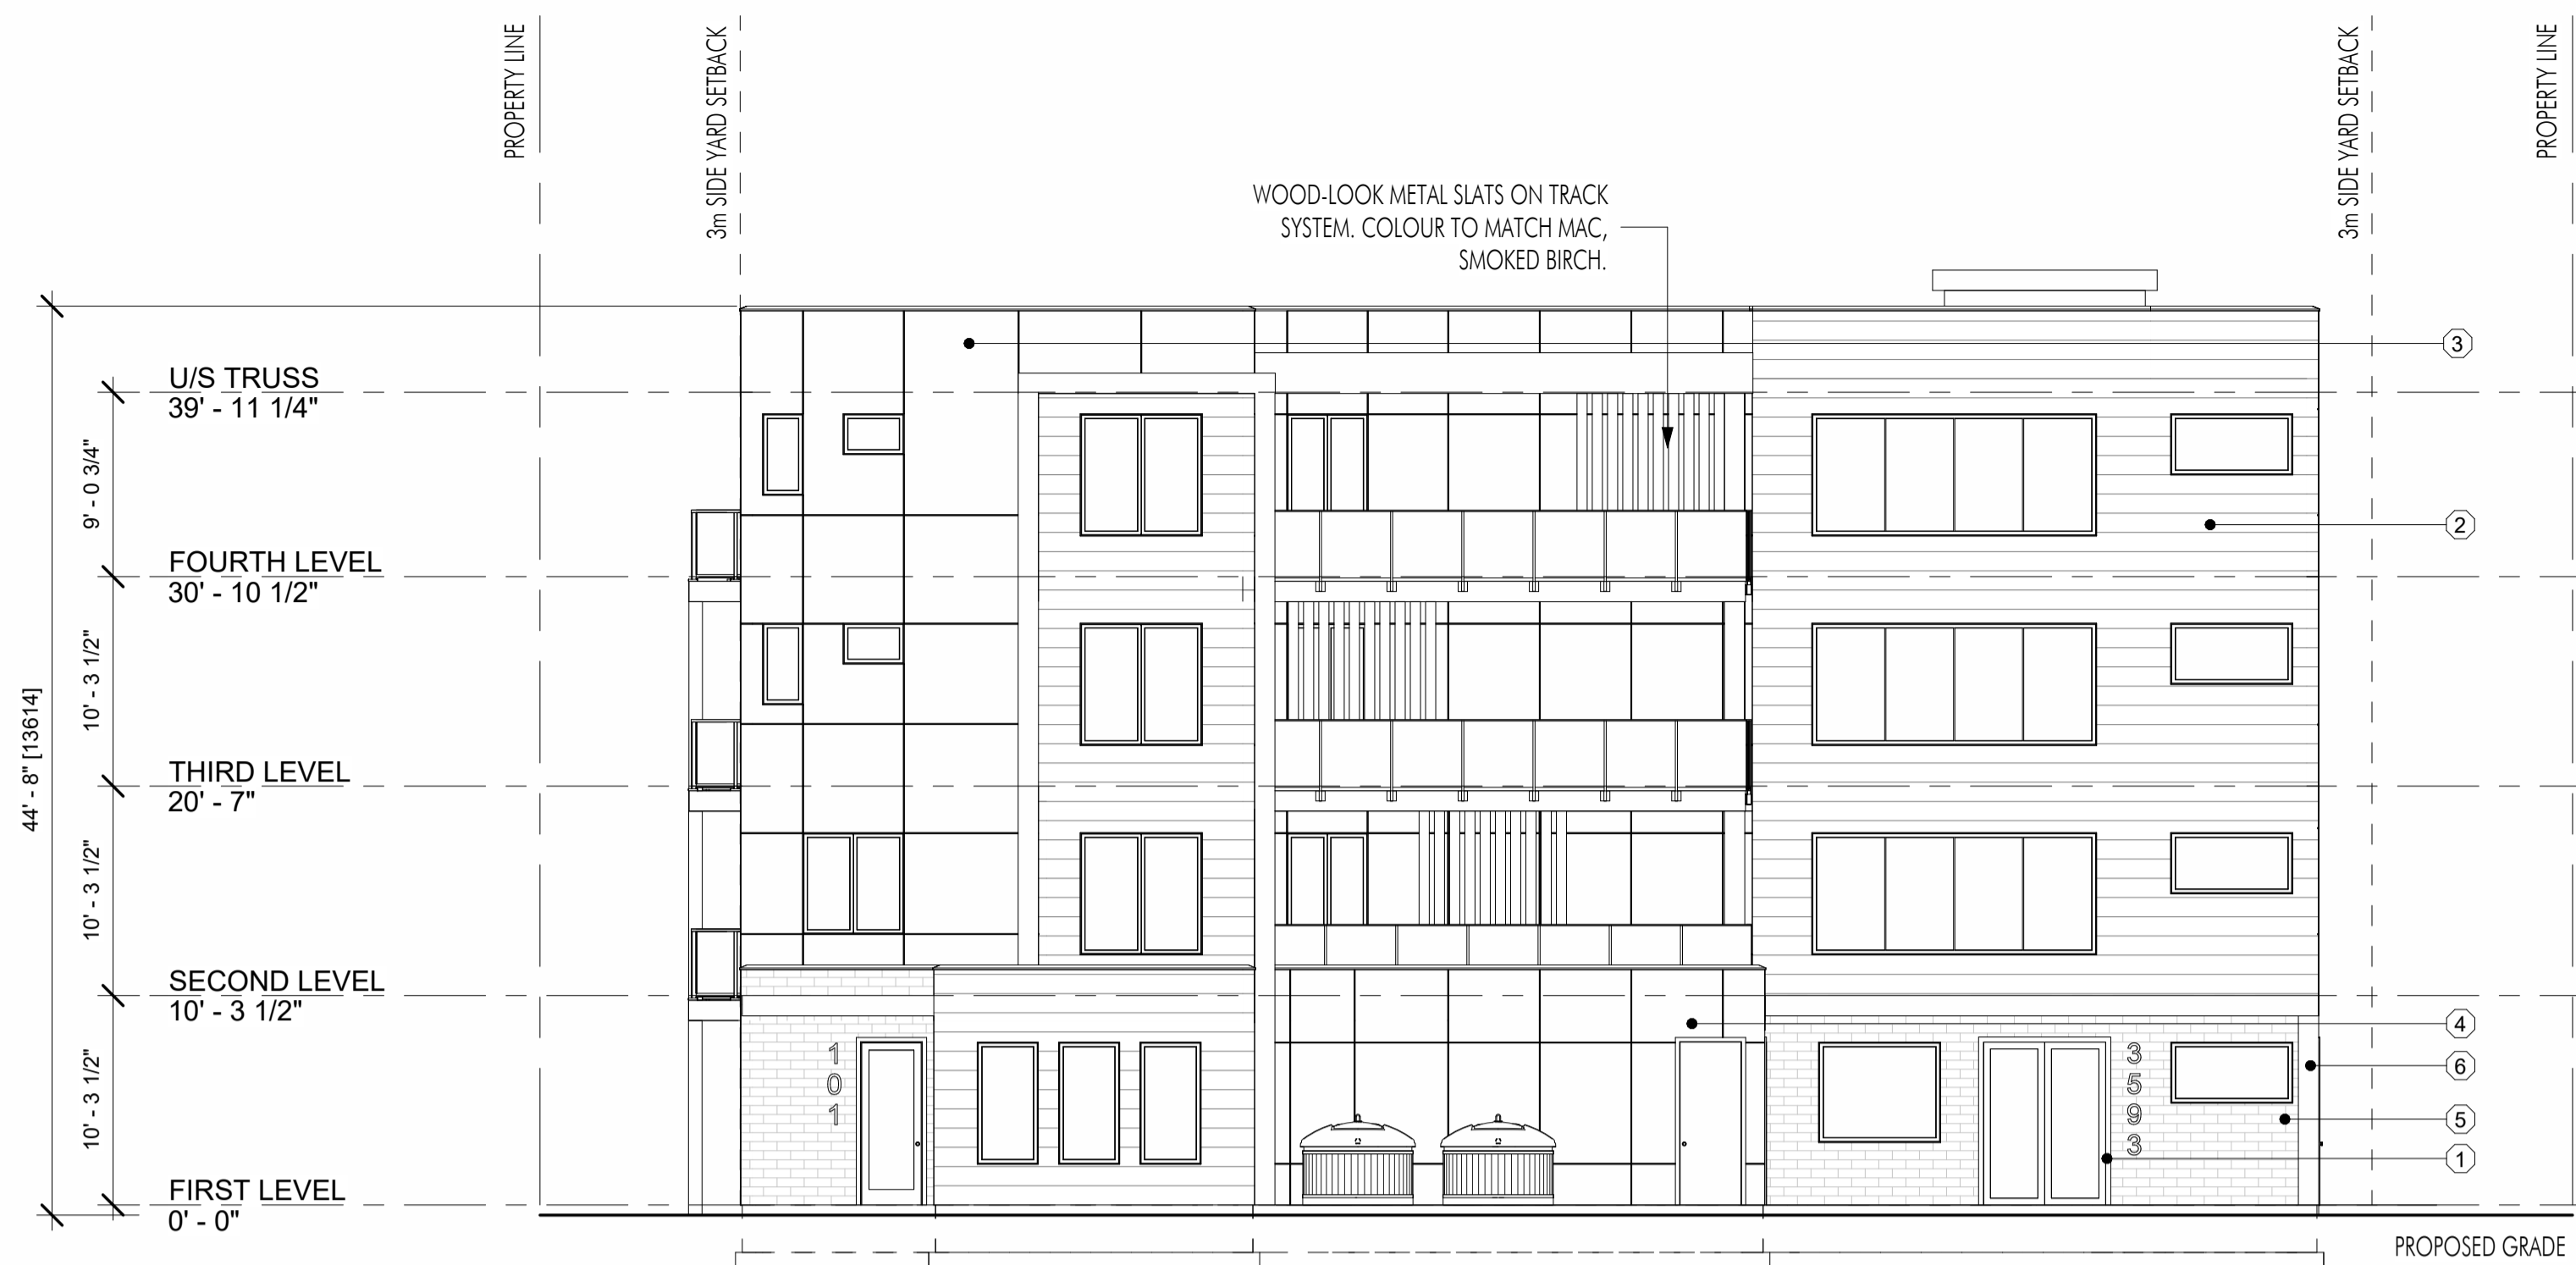 PROPERTY LINE
3m SIDE YARD SETBACK
3m SIDE YARD SETBACK
PROPERTY LINE
WOOD-LOOK METAL SLATS ON TRACK
SYSTEM. COLOUR TO MATCH MAC,
SMOKED BIRCH.
3
U/S TRUSS
39' - 11 1/4"
9' - 0 3/4"
2
FOURTH LEVEL
30' - 10 1/2"
10' - 3 1/2"
44' - 8" [13614]
THIRD LEVEL
20' - 7"
10' - 3 1/2"
SECOND LEVEL
10' - 3 1/2"
4
6
5
1
10' - 3 1/2"
101
3593
FIRST LEVEL
0' - 0"
PROPOSED GRADE